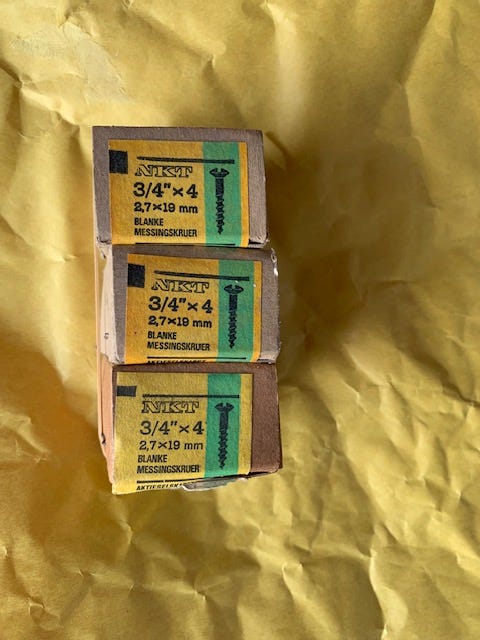 NKT
3/4"×4
2,7×19 mm
BLANKE
MESSINGSKRUER
NKT
3/4"×4
2,7×19 mm
BLANKE
MESSINGSKRUER
NKT
3/4"×4
2,7×19 mm
BLANKE
MESSINGSKRUER